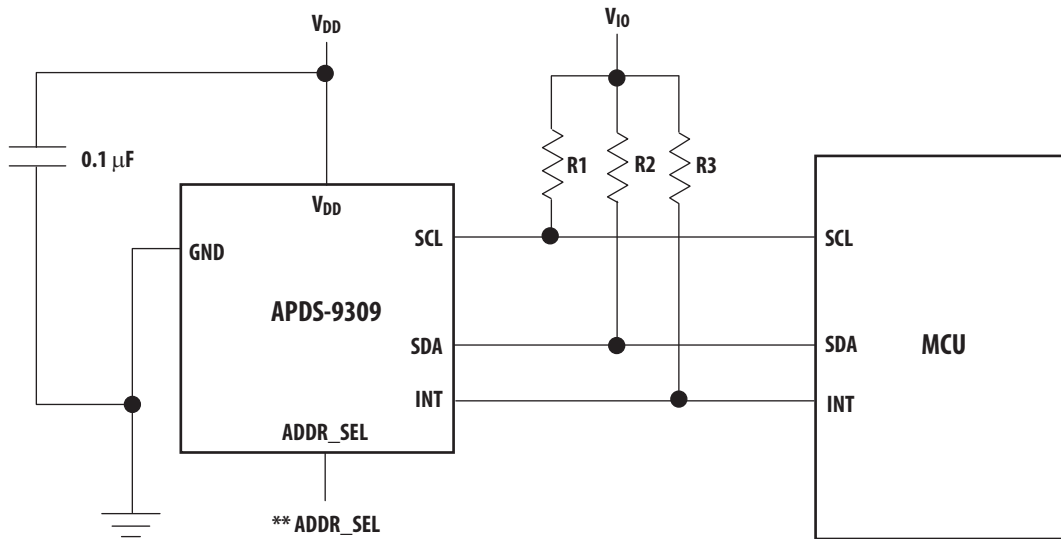 VDD
VIO
0.1 µF
R1
R2
R3
VDD
SCL
SCL
GND
APDS-9309
SDA
SDA
MCU
INT
INT
ADDR_SEL
** ADDR_SEL